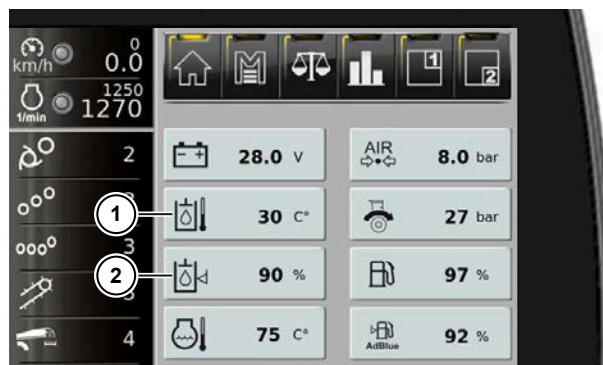 0
km/h 0.0
1250
1/min 1270
1
2
2
3
4
1
2
- + 28.0 V
AIR 8.0 bar
30 C°
27 bar
90 %
97 %
75 C°
AdBlue 92 %